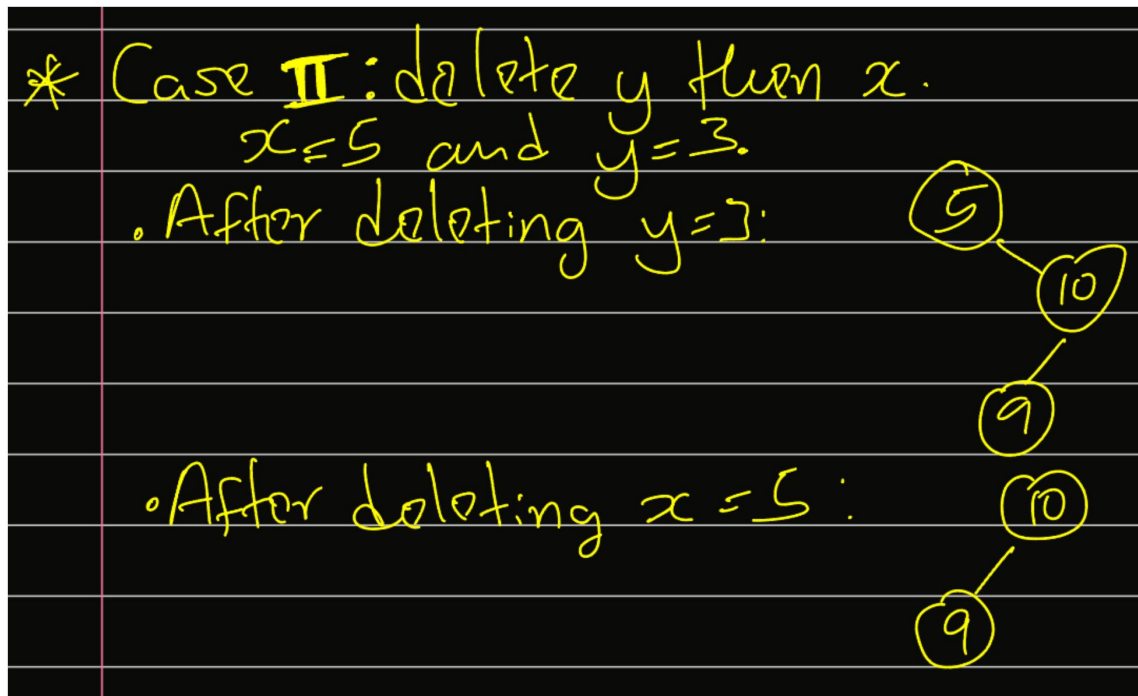 * Case II: delete y then x.
x=5 and y=3.
. After deleting y=3:
5
10
9
. After deleting x=5:
10
9